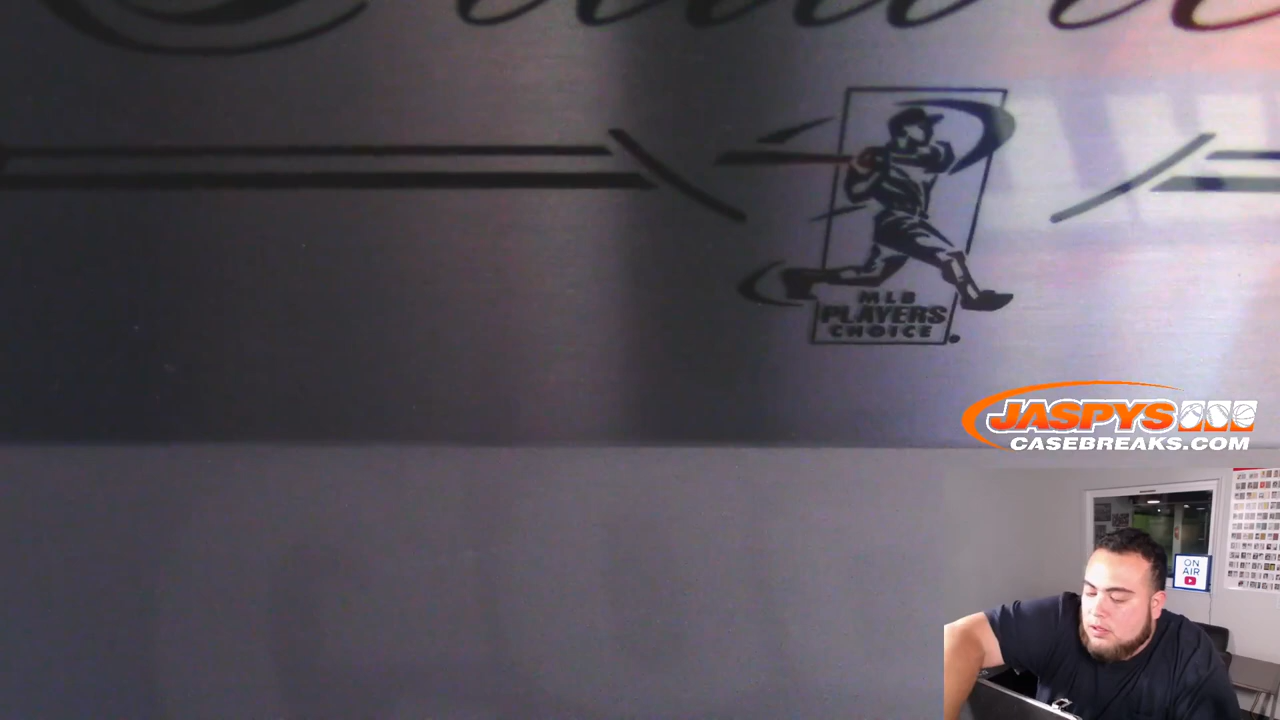 MLB
PLAYERS
CHOICE
JASPYS
CASEBREAKS.COM
ON
AIR